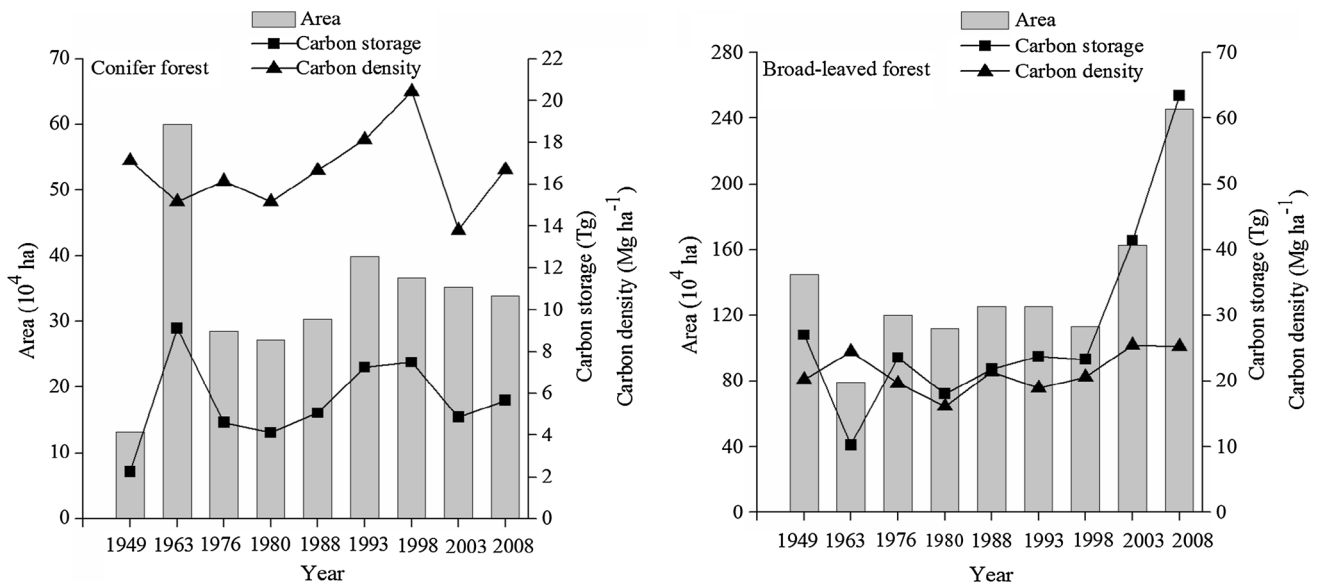 Area
Carbon storage
Carbon density
Conifer forest
70
60
50
40
30
20
10
0
22
20
18
16
14
12
10
8
6
4
2
0
Area (10⁴ ha)
Carbon storage (Tg)
Carbon density (Mg ha⁻¹)
1949 1963 1976 1980 1988 1993 1998 2003 2008
Year
Area
Carbon storage
Carbon density
Broad-leaved forest
280
240
200
160
120
80
40
0
70
60
50
40
30
20
10
0
Area (10⁴ ha)
Carbon storage (Tg)
Carbon density (Mg ha⁻¹)
1949 1963 1976 1980 1988 1993 1998 2003 2008
Year